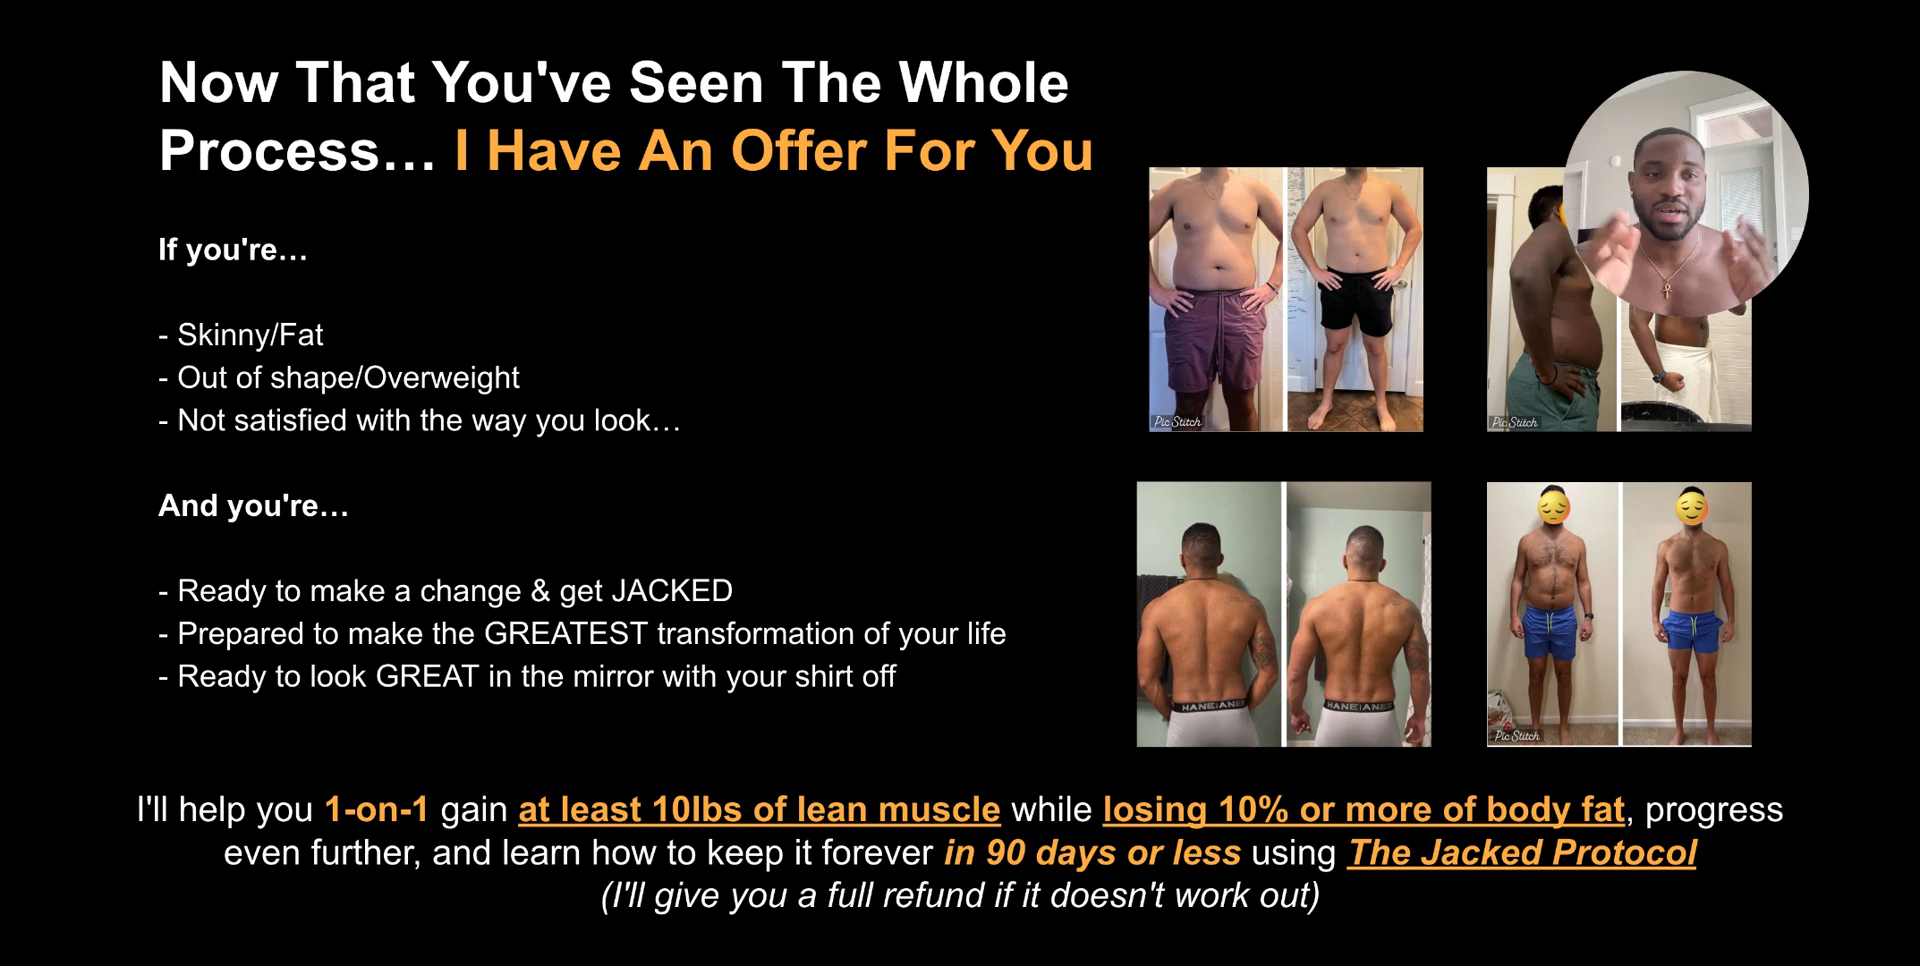 Now That You've Seen The Whole
Process… I Have An Offer For You
If you're…
- Skinny/Fat
- Out of shape/Overweight
- Not satisfied with the way you look…
And you're…
- Ready to make a change & get JACKED
- Prepared to make the GREATEST transformation of your life
- Ready to look GREAT in the mirror with your shirt off
Pic Stitch
Pic Stitch
HANES
HANES
Pic Stitch
I'll help you 1-on-1 gain at least 10lbs of lean muscle while losing 10% or more of body fat, progress
even further, and learn how to keep it forever in 90 days or less using The Jacked Protocol
(I'll give you a full refund if it doesn't work out)